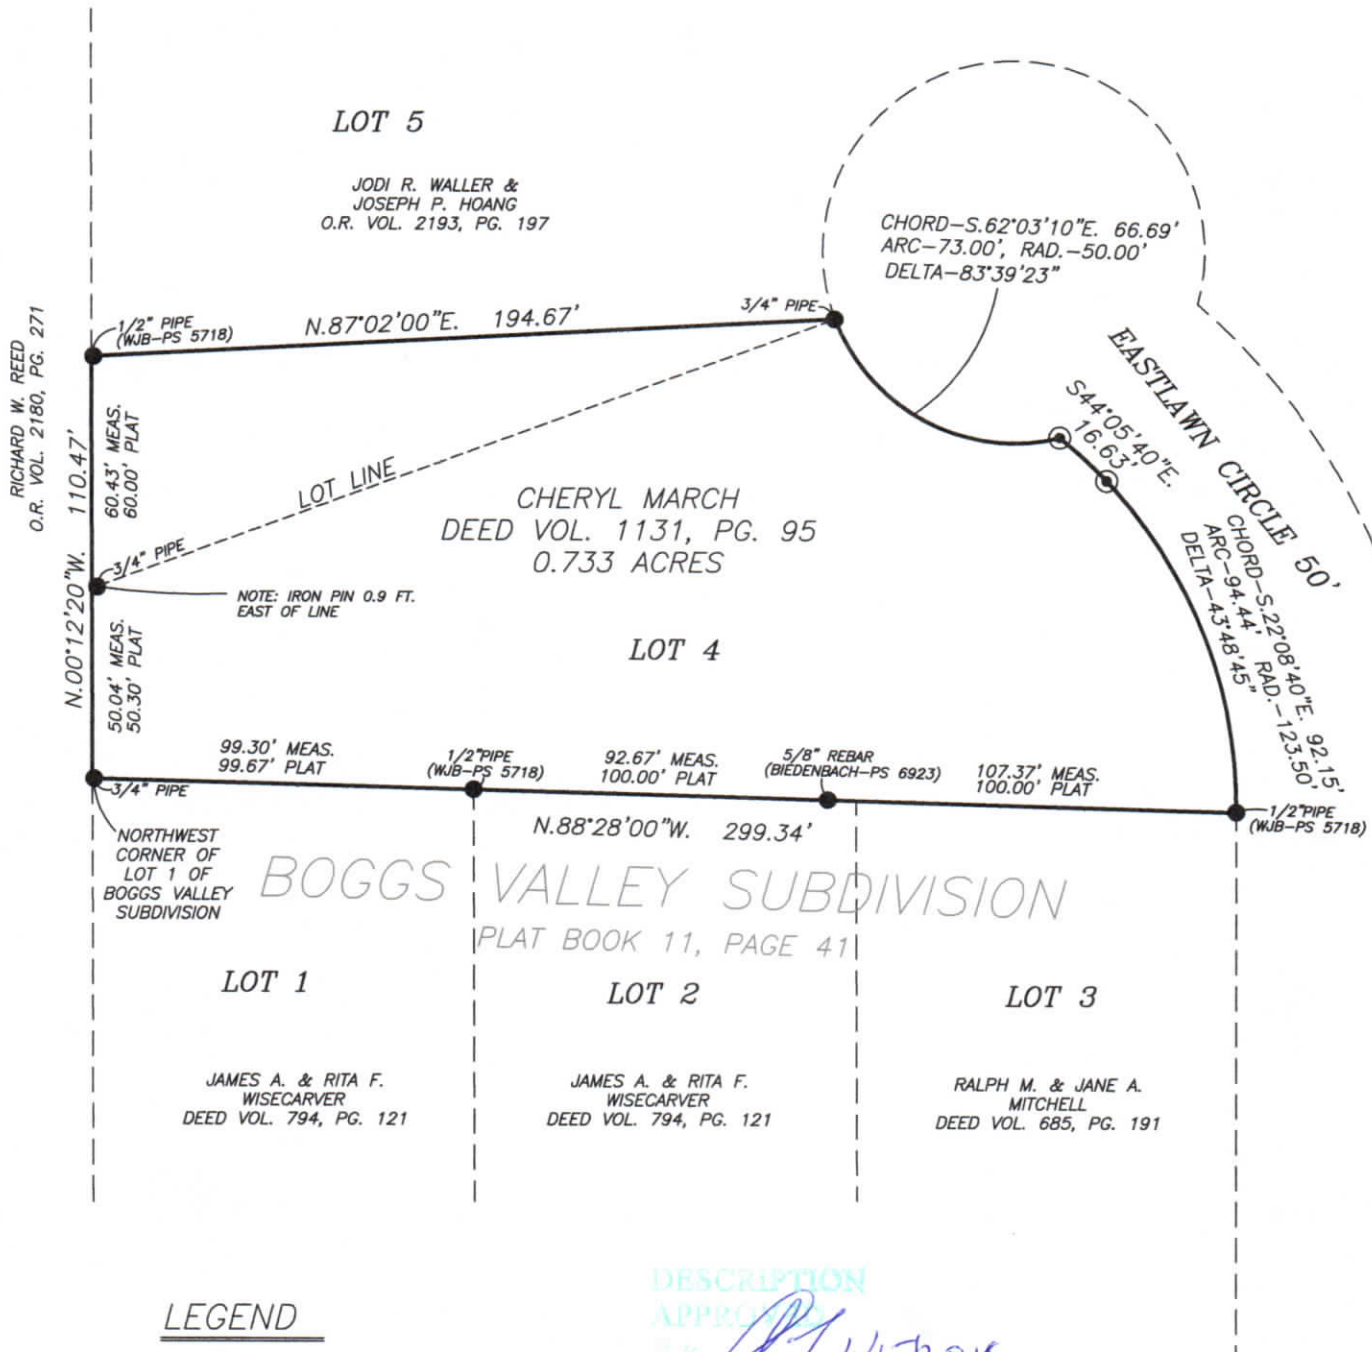 LOT 5
JODI R. WALLER &
JOSEPH P. HOANG
O.R. VOL. 2193, PG. 197
CHORD-S.62°03'10"E. 66.69'
ARC-73.00', RAD.-50.00'
DELTA-83°39'23"
3/4" PIPE
1/2" PIPE
(WJB-PS 5718)
N.87°02'00"E. 194.67'
RICHARD W. REED
O.R. VOL. 2180, PG. 271
EASTLAWN CIRCLE 50'
S44°05'40"E.
16.63'
N.00°12'20"W. 110.47'
60.43' MEAS.
60.00' PLAT
LOT LINE
CHERYL MARCH
DEED VOL. 1131, PG. 95
0.733 ACRES
CHORD-S.22°08'40"E. 92.15'
ARC-94.44' RAD.-123.50'
DELTA-43°48'45"
3/4" PIPE
NOTE: IRON PIN 0.9 FT.
EAST OF LINE
50.04' MEAS.
50.30' PLAT
LOT 4
99.30' MEAS.
99.67' PLAT
1/2"PIPE
(WJB-PS 5718)
92.67' MEAS.
100.00' PLAT
5/8" REBAR
(BIEDENBACH-PS 6923)
107.37' MEAS.
100.00' PLAT
3/4" PIPE
1/2"PIPE
(WJB-PS 5718)
N.88°28'00"W. 299.34'
NORTHWEST
CORNER OF
LOT 1 OF
BOGGS VALLEY
SUBDIVISION
BOGGS VALLEY SUBDIVISION
PLAT BOOK 11, PAGE 41
LOT 1
LOT 2
LOT 3
JAMES A. & RITA F.
WISECARVER
DEED VOL. 794, PG. 121
JAMES A. & RITA F.
WISECARVER
DEED VOL. 794, PG. 121
RALPH M. & JANE A.
MITCHELL
DEED VOL. 685, PG. 191
LEGEND
DESCRIPTION
APPROVED